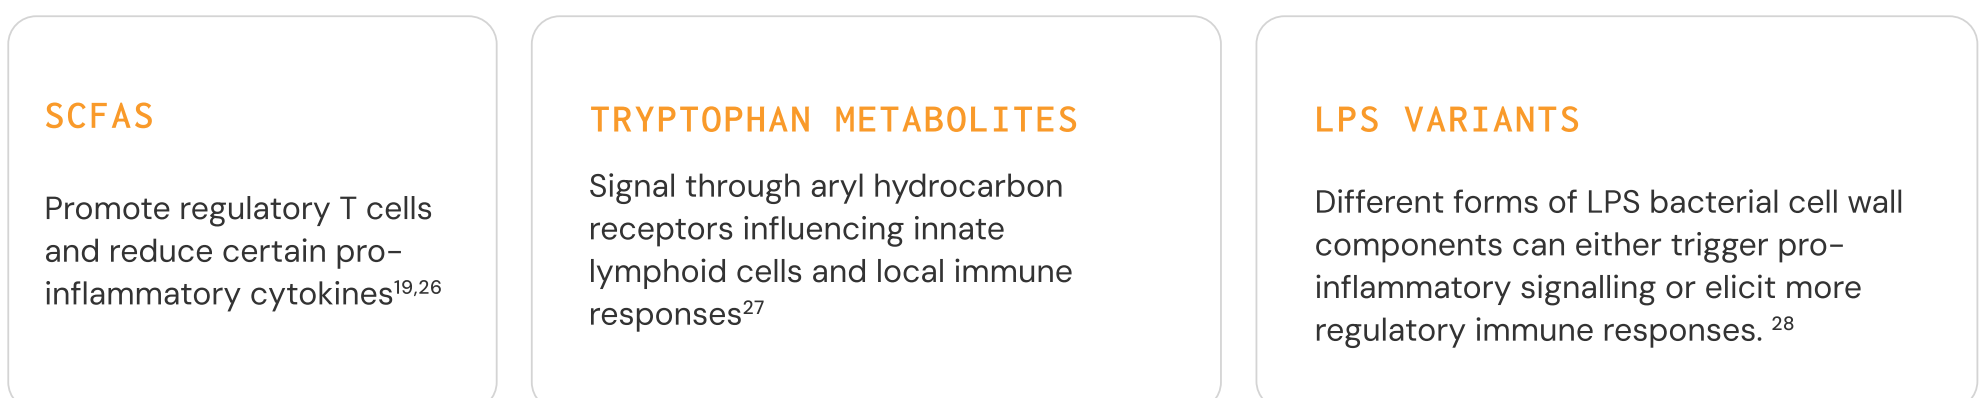 SCFAS
Promote regulatory T cells
and reduce certain pro-
inflammatory cytokines19,26
TRYPTOPHAN METABOLITES
Signal through aryl hydrocarbon
receptors influencing innate
lymphoid cells and local immune
responses27
LPS VARIANTS
Different forms of LPS bacterial cell wall
components can either trigger pro-
inflammatory signalling or elicit more
regulatory immune responses. 28